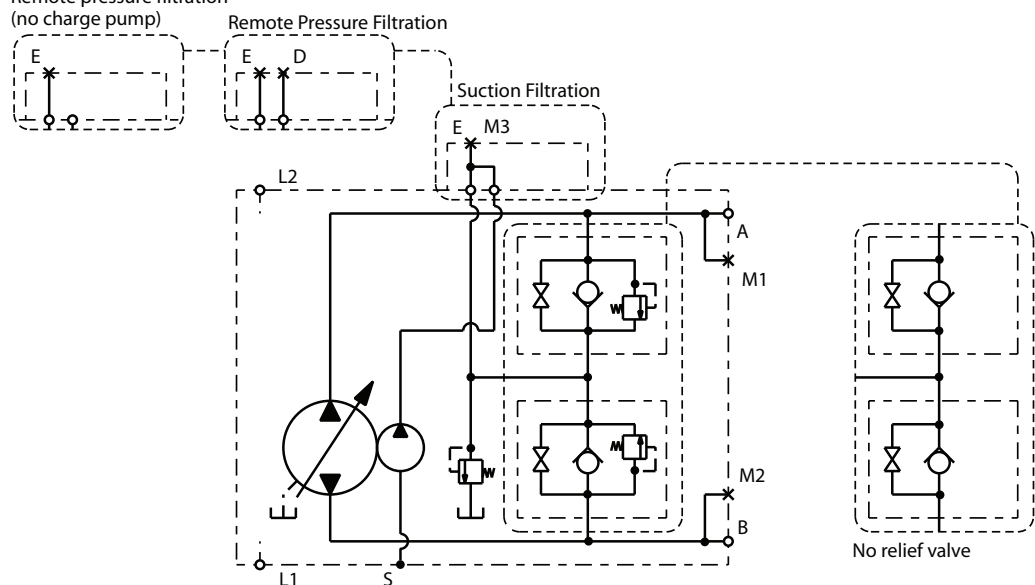 Remote pressure filtration
(no charge pump)
Remote Pressure Filtration
E
E
D
Suction Filtration
E
M3
L2
A
M1
M2
B
L1
S
No relief valve